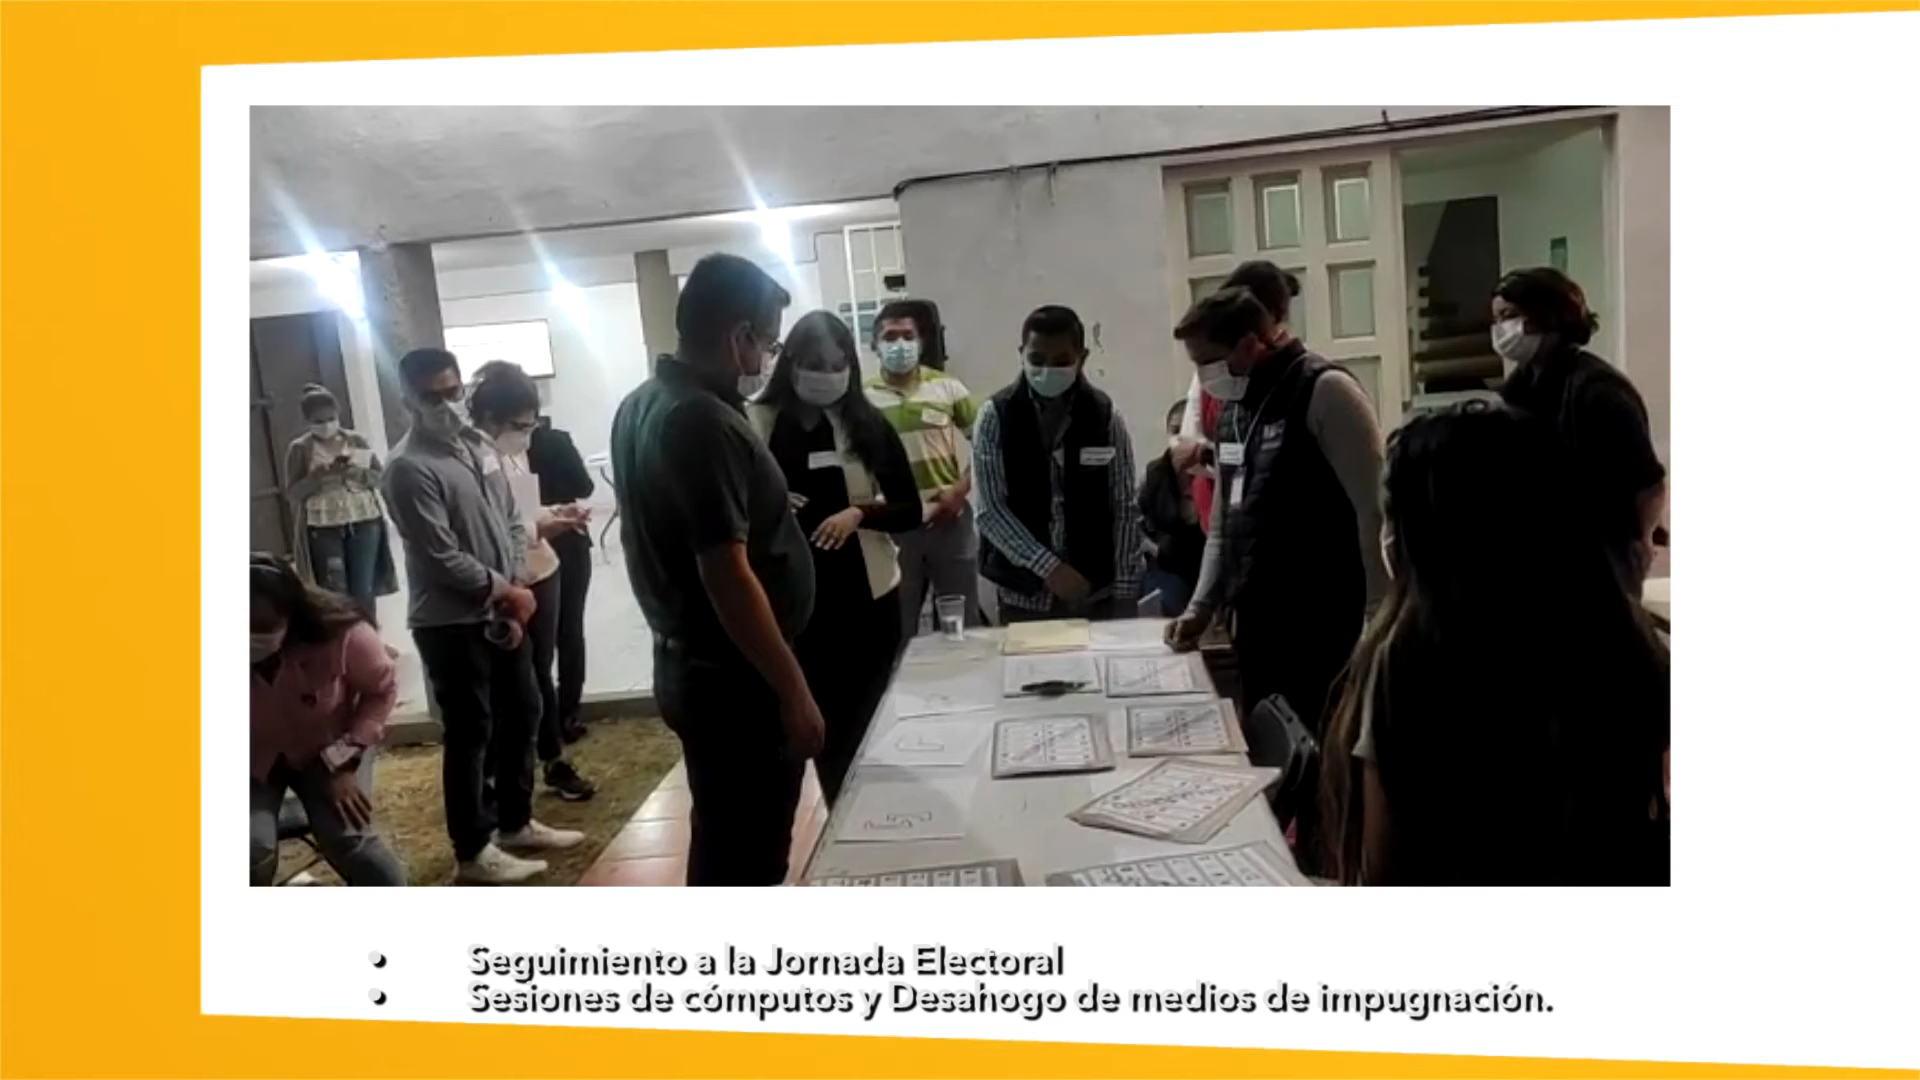 • Seguimiento a la Jornada Electoral
• Sesiones de cómputos y Desahogo de medios de impugnación.